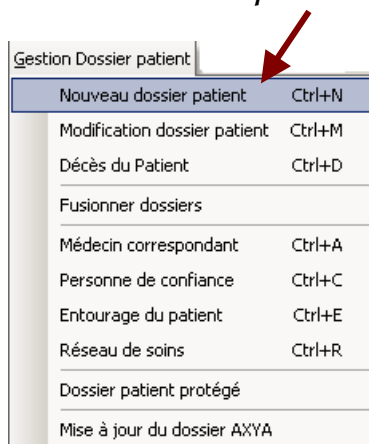 Gestion Dossier patient
Nouveau dossier patient Ctrl+N
Modification dossier patient Ctrl+M
Décès du Patient Ctrl+D
Fusionner dossiers
Médecin correspondant Ctrl+A
Personne de confiance Ctrl+C
Entourage du patient Ctrl+E
Réseau de soins Ctrl+R
Dossier patient protégé
Mise à jour du dossier AXYA